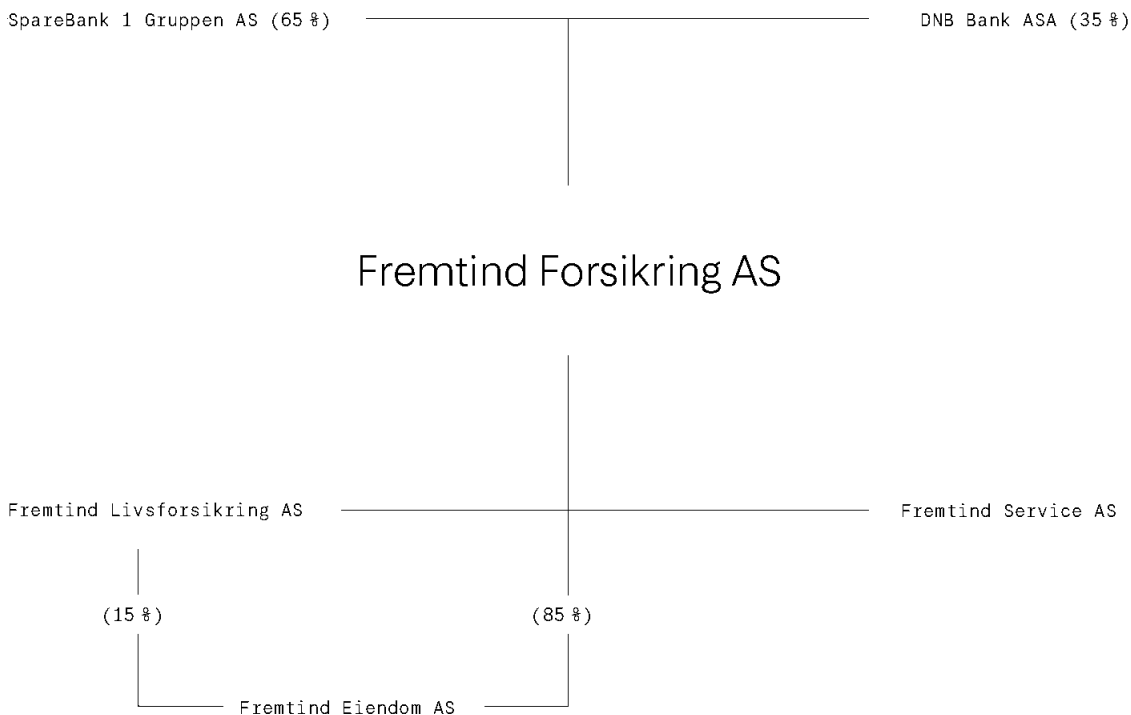 SpareBank 1 Gruppen AS (65 %)
DNB Bank ASA (35 %)
Fremtind Forsikring AS
Fremtind Livsforsikring AS
Fremtind Service AS
(15 %)
(85 %)
Fremtind Eiendom AS